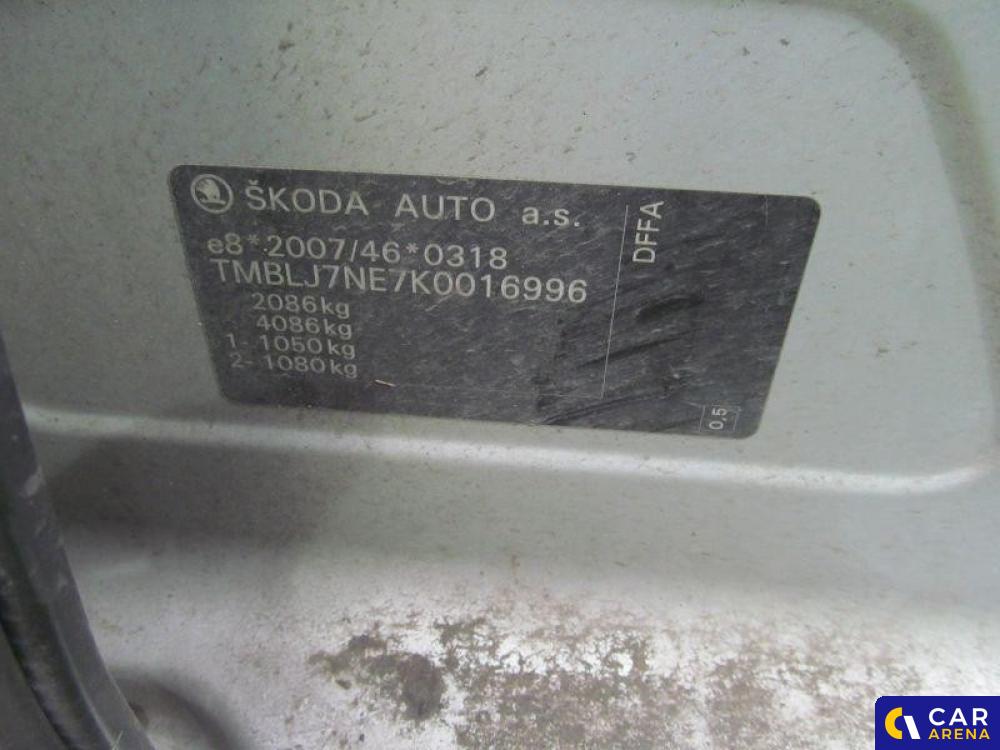 ŠKODA AUTO a.s.
e8*2007/46*0318
TMBLJ7NE7K0016996
2086kg
4086kg
1- 1050kg
2- 1080kg
DFFA
0,5
CAR
ARENA